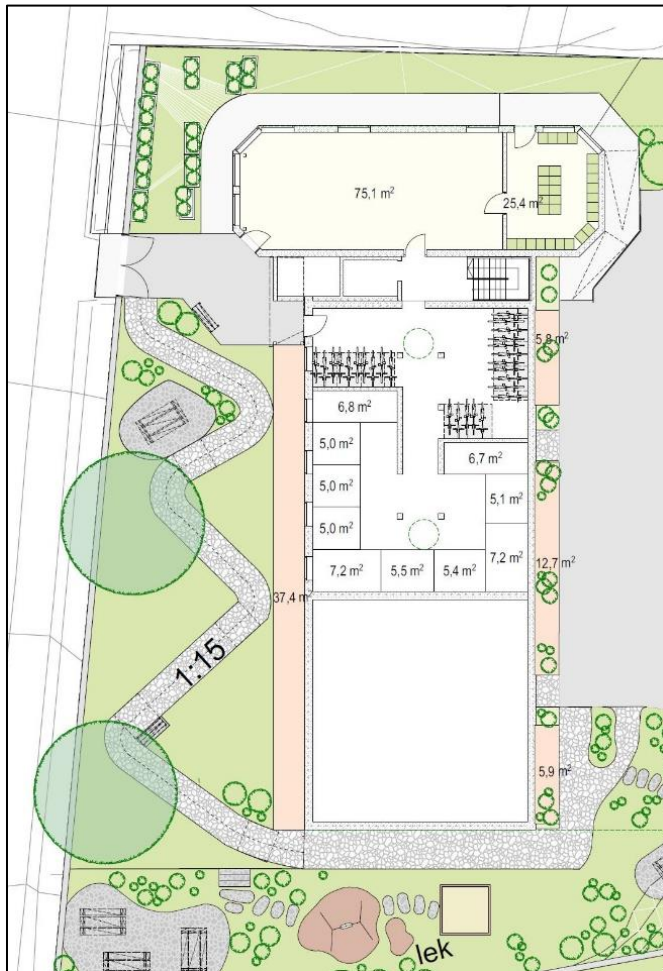 75,1 m²
25,4 m²
5,8 m²
6,8 m²
5,0 m²
6,7 m²
5,0 m²
5,1 m²
5,0 m²
7,2 m²
5,5 m²
5,4 m²
7,2 m²
12,7 m²
37,4 m²
1:15
5,9 m²
lek